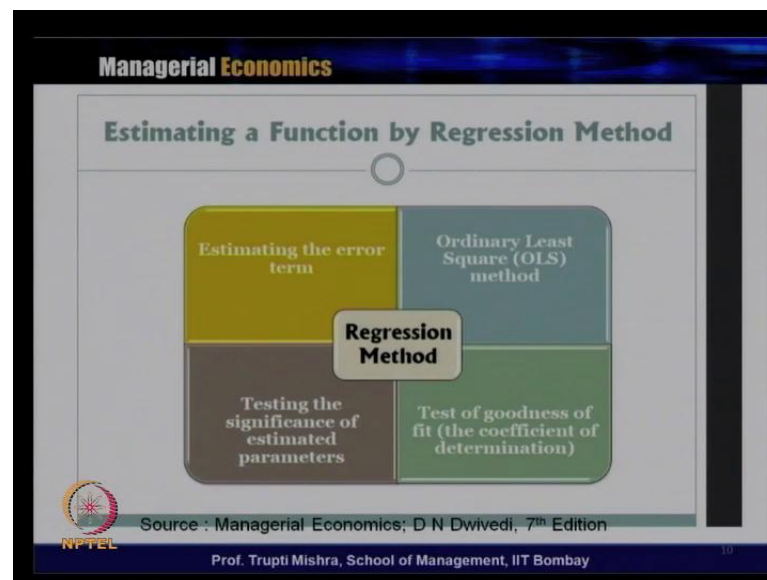 Managerial Economics
Estimating a Function by Regression Method
Estimating the error
term
Ordinary Least
Square (OLS)
method
Regression
Method
Testing the
significance of
estimated
parameters
Test of goodness of
fit (the coefficient of
determination)
Source : Managerial Economics; D N Dwivedi, 7th Edition
NPTEL
Prof. Trupti Mishra, School of Management, IIT Bombay
10